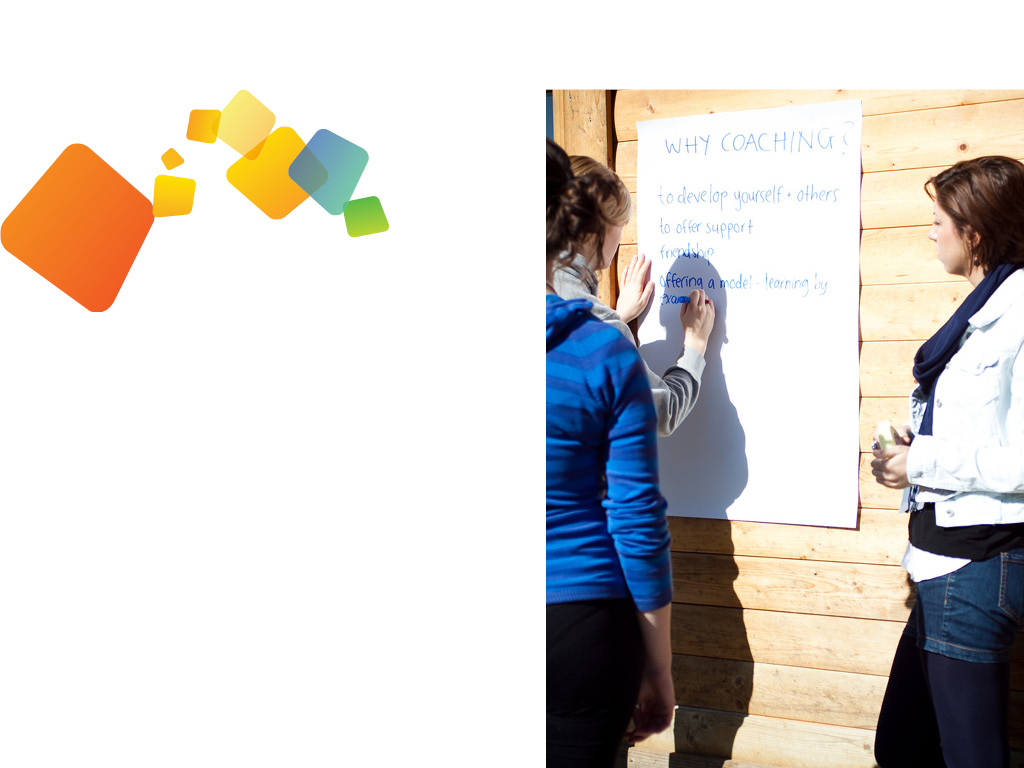 WHY COACHING?
to develop yourself + others
to offer support
friendship
offering a model - learning by